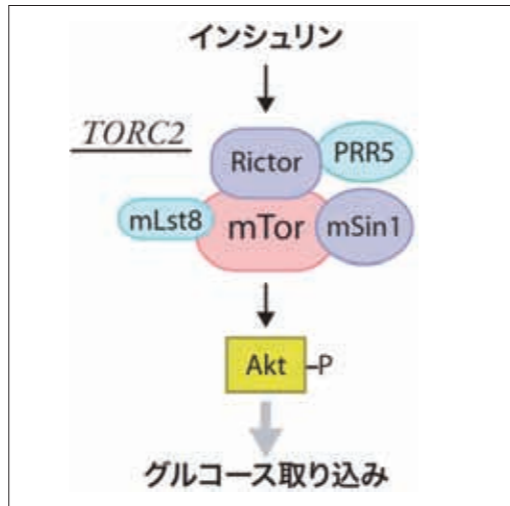 インシュリン
TORC2
Rictor
PRR5
mLst8
mTor
mSin1
Akt
P
グルコース取り込み